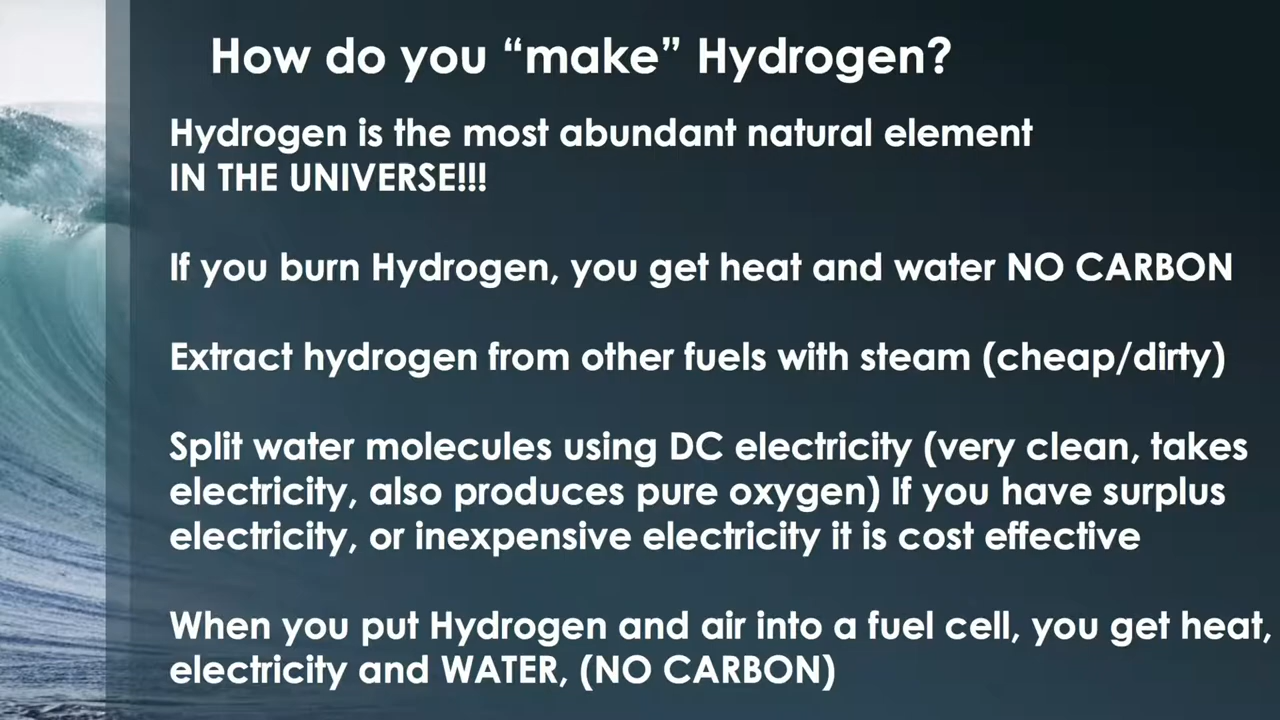 How do you “make” Hydrogen?
Hydrogen is the most abundant natural element
IN THE UNIVERSE!!!
If you burn Hydrogen, you get heat and water NO CARBON
Extract hydrogen from other fuels with steam (cheap/dirty)
Split water molecules using DC electricity (very clean, takes
electricity, also produces pure oxygen) If you have surplus
electricity, or inexpensive electricity it is cost effective
When you put Hydrogen and air into a fuel cell, you get heat,
electricity and WATER, (NO CARBON)